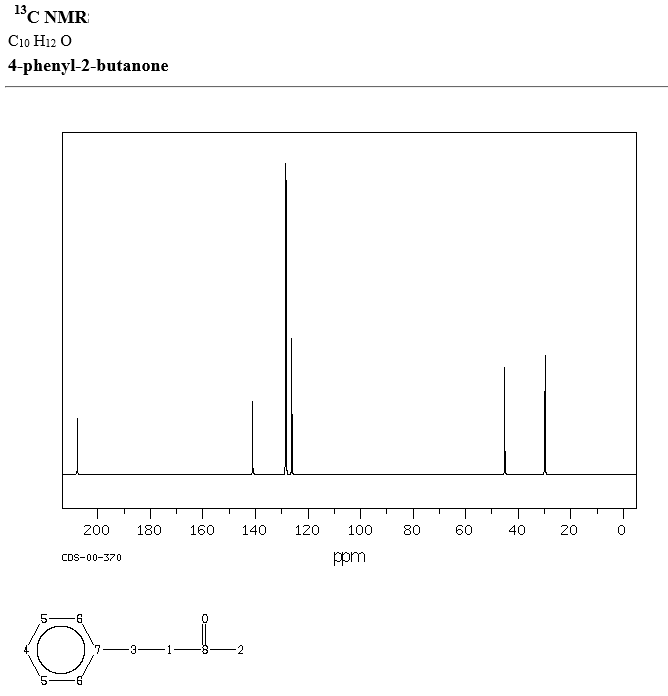 ¹³C NMR:
C₁₀ H₁₂ O
4-phenyl-2-butanone
200 180 160 140 120 100 80 60 40 20 0
CDS-00-370
ppm
O
5 6
4 7 3 1 8 2
5 6